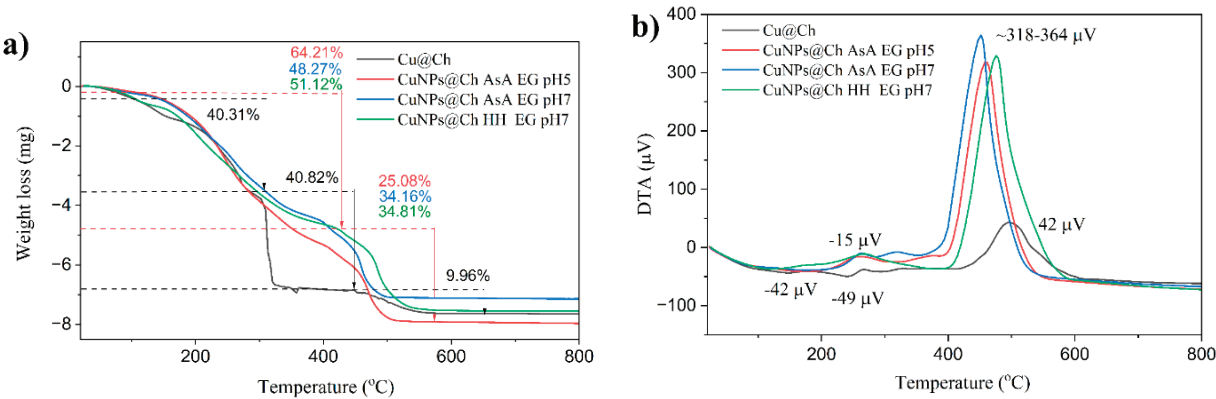 a)
64.21%
48.27%
51.12%
Cu@Ch
CuNPs@Ch AsA EG pH5
CuNPs@Ch AsA EG pH7
CuNPs@Ch HH EG pH7
40.31%
40.82%
25.08%
34.16%
34.81%
9.96%
0
−2
−4
−6
−8
Weight loss (mg)
200
400
600
800
Temperature (°C)
b)
Cu@Ch
CuNPs@Ch AsA EG pH5
CuNPs@Ch AsA EG pH7
CuNPs@Ch HH EG pH7
~318-364 μV
-15 μV
42 μV
-42 μV
-49 μV
400
300
200
100
0
−100
DTA (μV)
200
400
600
800
Temperature (°C)